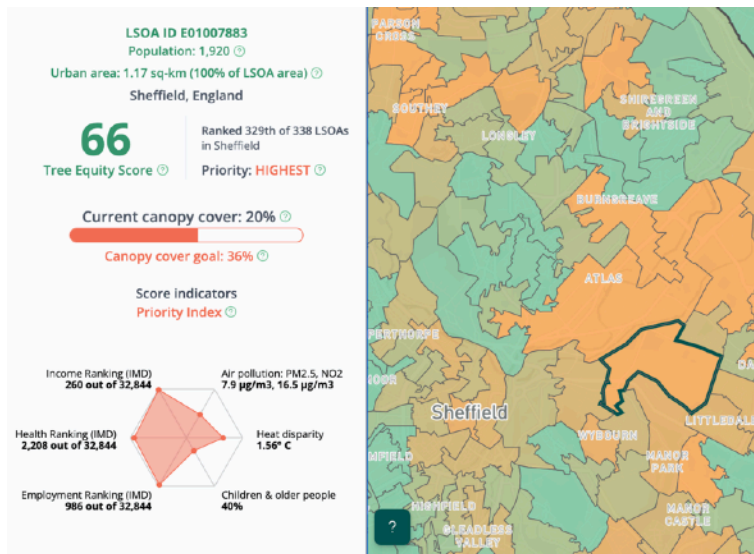 LSOA ID E01007883
Population: 1,920 ?
Urban area: 1.17 sq-km (100% of LSOA area) ?
Sheffield, England
66
Tree Equity Score ?
Ranked 329th of 338 LSOAs
in Sheffield
Priority: HIGHEST ?
Current canopy cover: 20% ?
Canopy cover goal: 36% ?
Score indicators
Priority Index ?
Income Ranking (IMD)
260 out of 32,844
Air pollution: PM2.5, NO2
7.9 µg/m3, 16.5 µg/m3
Health Ranking (IMD)
2,208 out of 32,844
Heat disparity
1.56° C
Employment Ranking (IMD)
986 out of 32,844
Children & older people
40%
PARSON
CROSS
SOUTHEY
LONGLEY
SHIREGREEN
AND
BRIGHTSIDE
BURNGREAVE
ATLAS
Sheffield
WYBOURN
MANOR
PARK
MANOR
CASTLE
HIGHFIELD
GLEADLESS
VALLEY
?